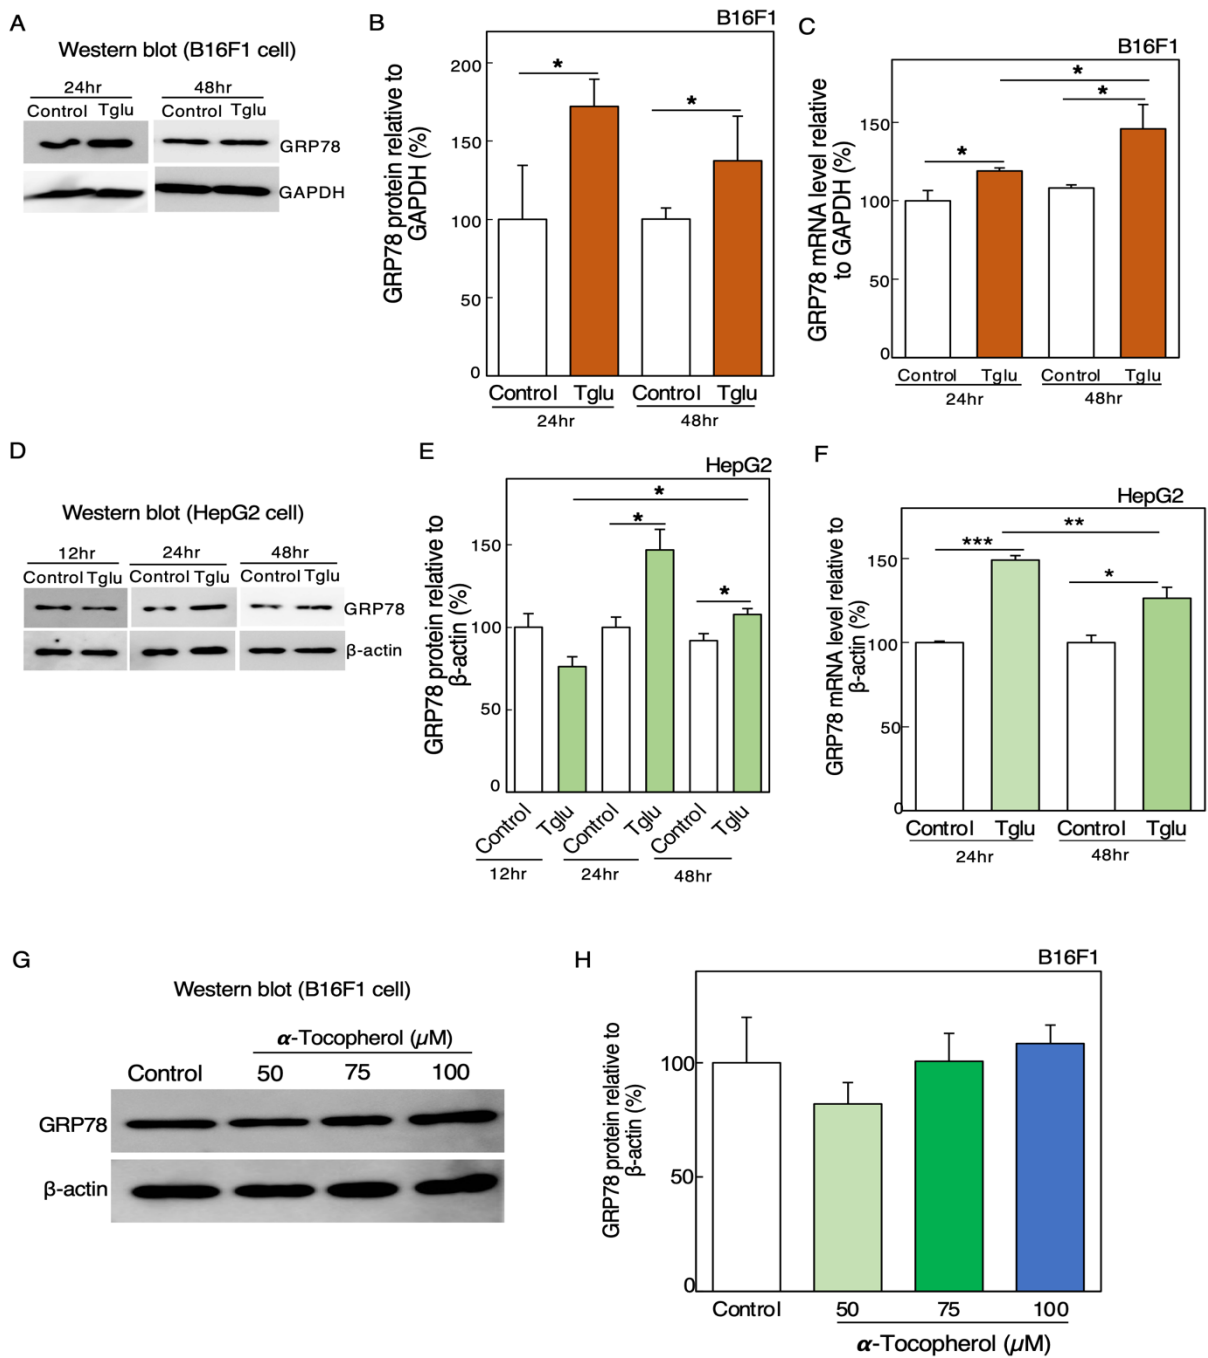 A
Western blot (B16F1 cell)
24hr 48hr
Control Tglu Control Tglu
GRP78
GAPDH
B
B16F1
GRP78 protein relative to
GAPDH (%)
200
150
100
50
0
* *
Control Tglu Control Tglu
24hr 48hr
C
B16F1
GRP78 mRNA level relative
to GAPDH (%)
150
100
50
0
*
*
*
Control Tglu Control Tglu
24hr 48hr
D
Western blot (HepG2 cell)
12hr 24hr 48hr
Control Tglu Control Tglu Control Tglu
GRP78
β-actin
E
HepG2
GRP78 protein relative to
β-actin (%)
150
100
50
0
*
*
*
Control Tglu Control Tglu Control Tglu
12hr 24hr 48hr
F
HepG2
GRP78 mRNA level relative to
β-actin (%)
150
100
50
0
**
***
*
Control Tglu Control Tglu
24hr 48hr
G
Western blot (B16F1 cell)
α-Tocopherol (μM)
Control 50 75 100
GRP78
β-actin
H
B16F1
GRP78 protein relative to
β-actin (%)
100
50
0
Control 50 75 100
α-Tocopherol (μM)